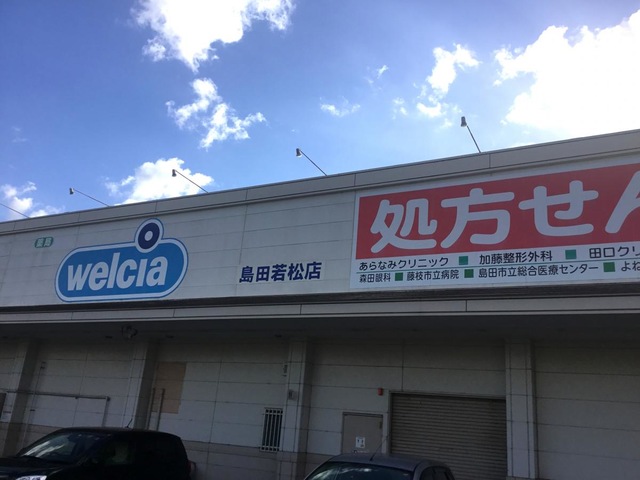 薬局
welcia
島田若松店
処方せん
あらなみクリニック ■ 加藤整形外科 ■ 田口クリ
森田眼科 ■ 藤枝市立病院 ■ 島田市立総合医療センター ■ よね